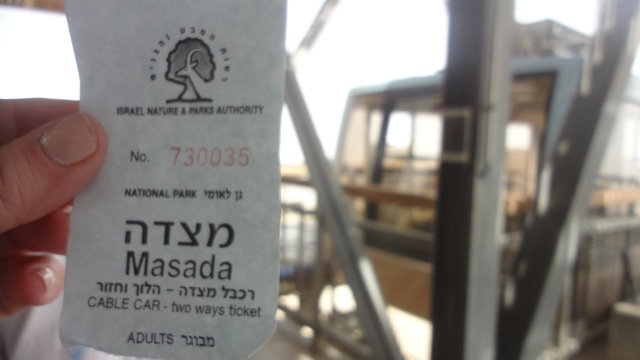 רשות הטבע והגנים
ISRAEL NATURE & PARKS AUTHORITY
No. 730035
NATIONAL PARK גן לאומי
מצדה
Masada
רכבל מצדה - הלוך וחזור
CABLE CAR - two ways ticket
ADULTS מבוגר